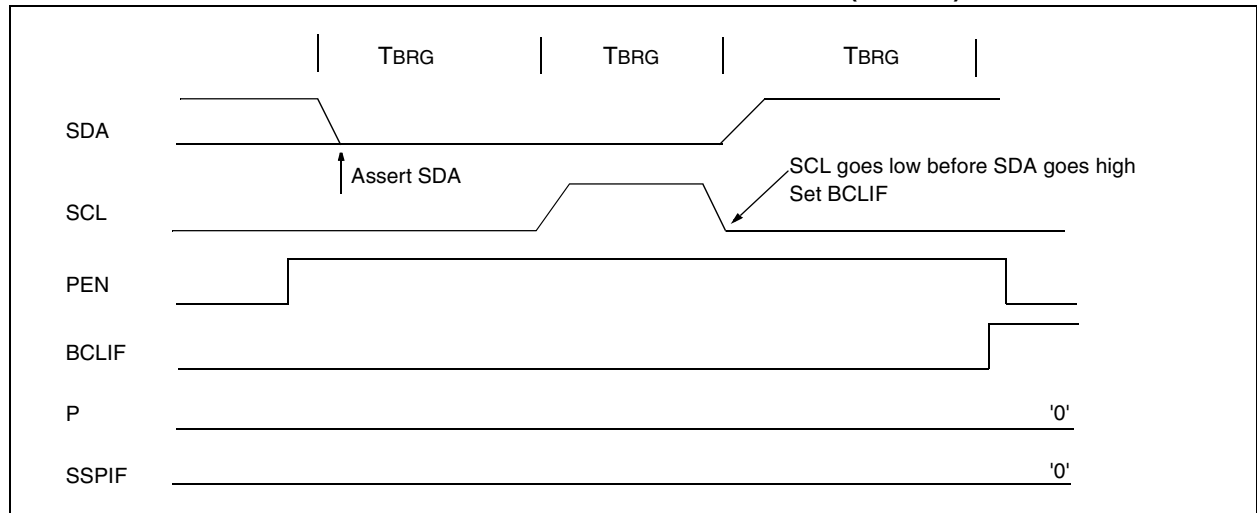 TBRG TBRG TBRG
SDA
Assert SDA
SCL goes low before SDA goes high
Set BCLIF
SCL
PEN
BCLIF
P '0'
SSPIF '0'